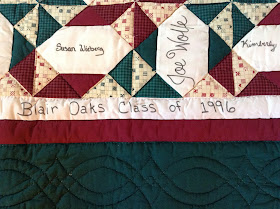 Susan Wieberg
Joe Wolfe
Kimberly
Blair Oaks Class of 1996